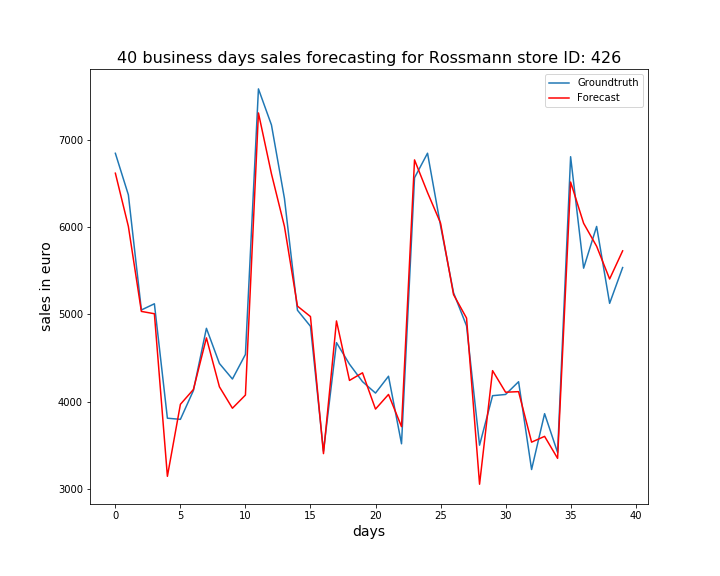 40 business days sales forecasting for Rossmann store ID: 426
Groundtruth
Forecast
sales in euro
7000
6000
5000
4000
3000
0 5 10 15 20 25 30 35 40
days